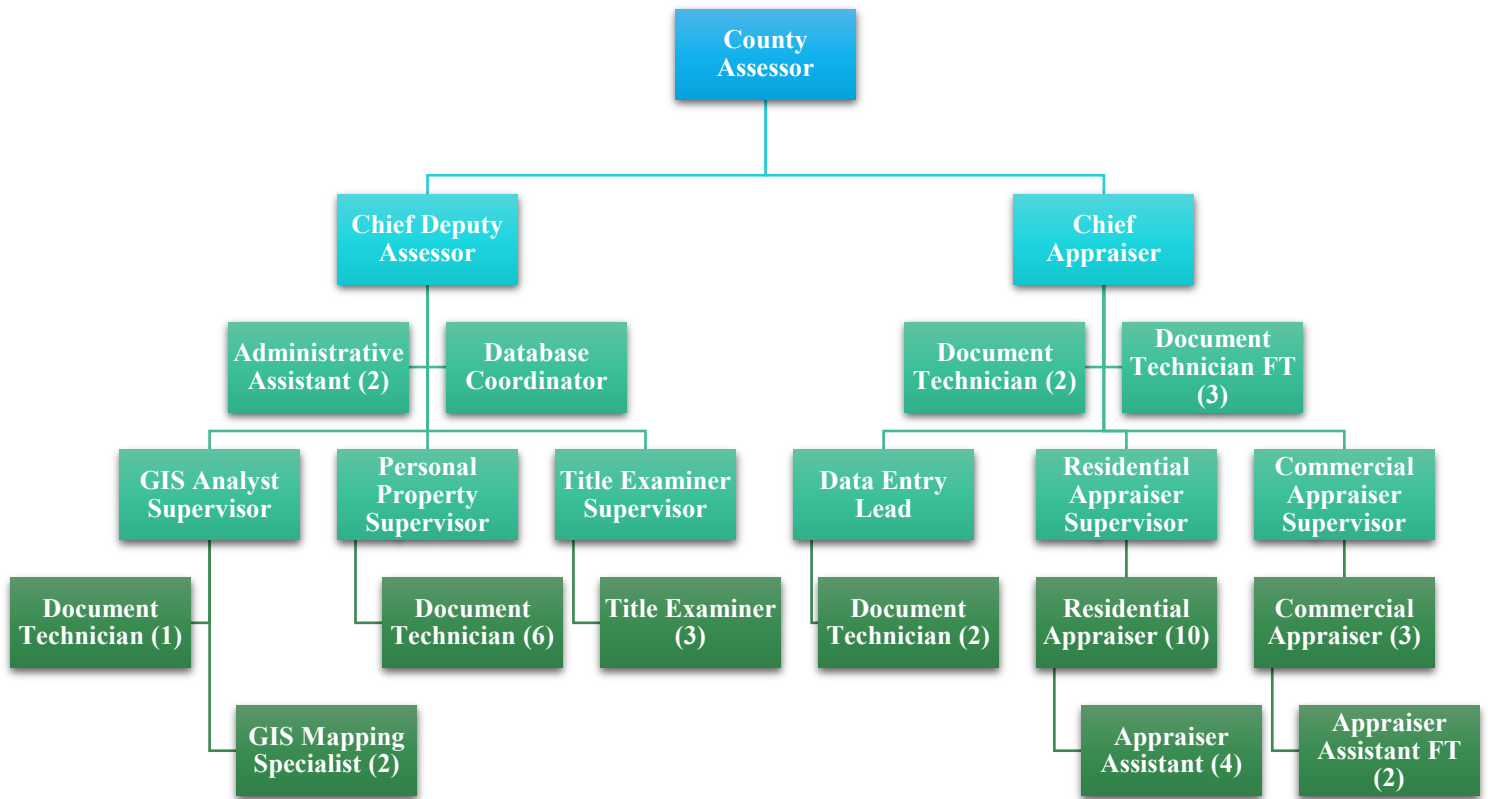 County
Assessor
Chief Deputy
Assessor
Chief
Appraiser
Administrative
Assistant (2)
Database
Coordinator
Document
Technician (2)
Document
Technician FT
(3)
GIS Analyst
Supervisor
Personal
Property
Supervisor
Title Examiner
Supervisor
Data Entry
Lead
Residential
Appraiser
Supervisor
Commercial
Appraiser
Supervisor
Document
Technician (1)
Document
Technician (6)
Title Examiner
(3)
Document
Technician (2)
Residential
Appraiser (10)
Commercial
Appraiser (3)
GIS Mapping
Specialist (2)
Appraiser
Assistant (4)
Appraiser
Assistant FT
(2)